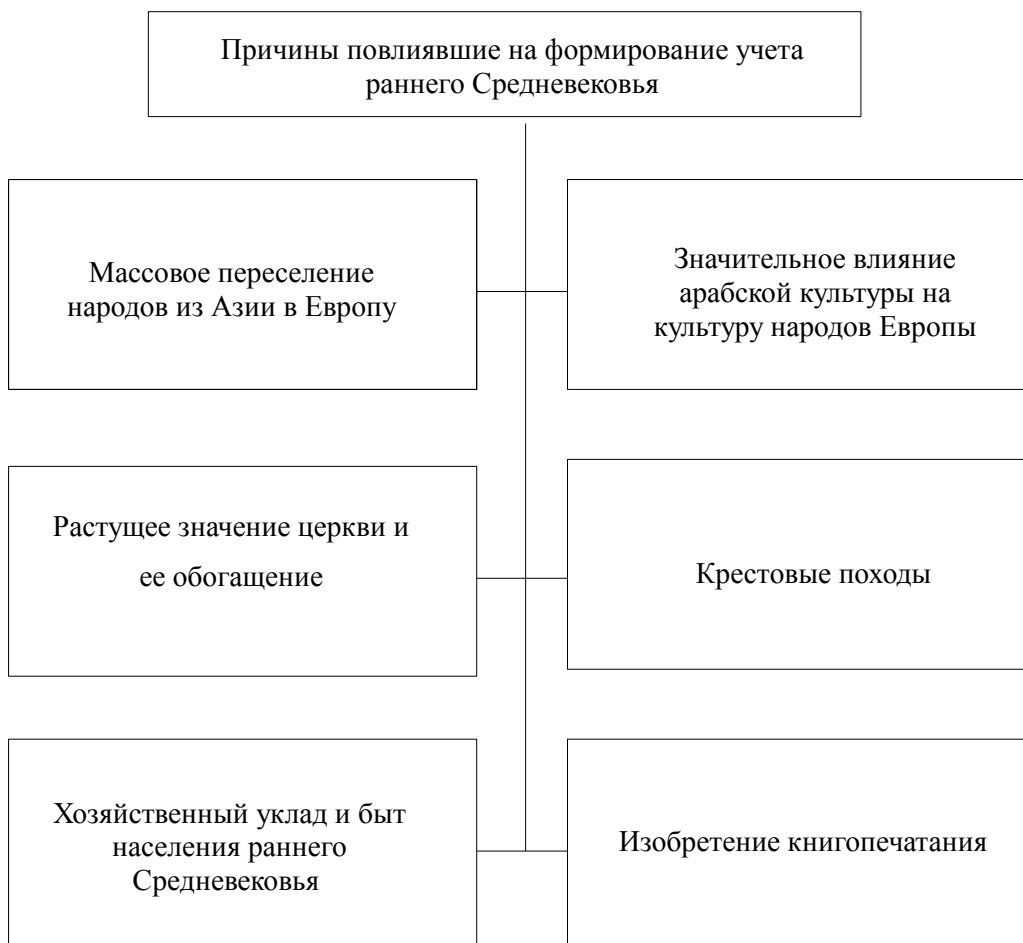 Причины повлиявшие на формирование учета
раннего Средневековья
Массовое переселение
народов из Азии в Европу
Значительное влияние
арабской культуры на
культуру народов Европы
Растущее значение церкви и
ее обогащение
Крестовые походы
Хозяйственный уклад и быт
населения раннего
Средневековья
Изобретение книгопечатания